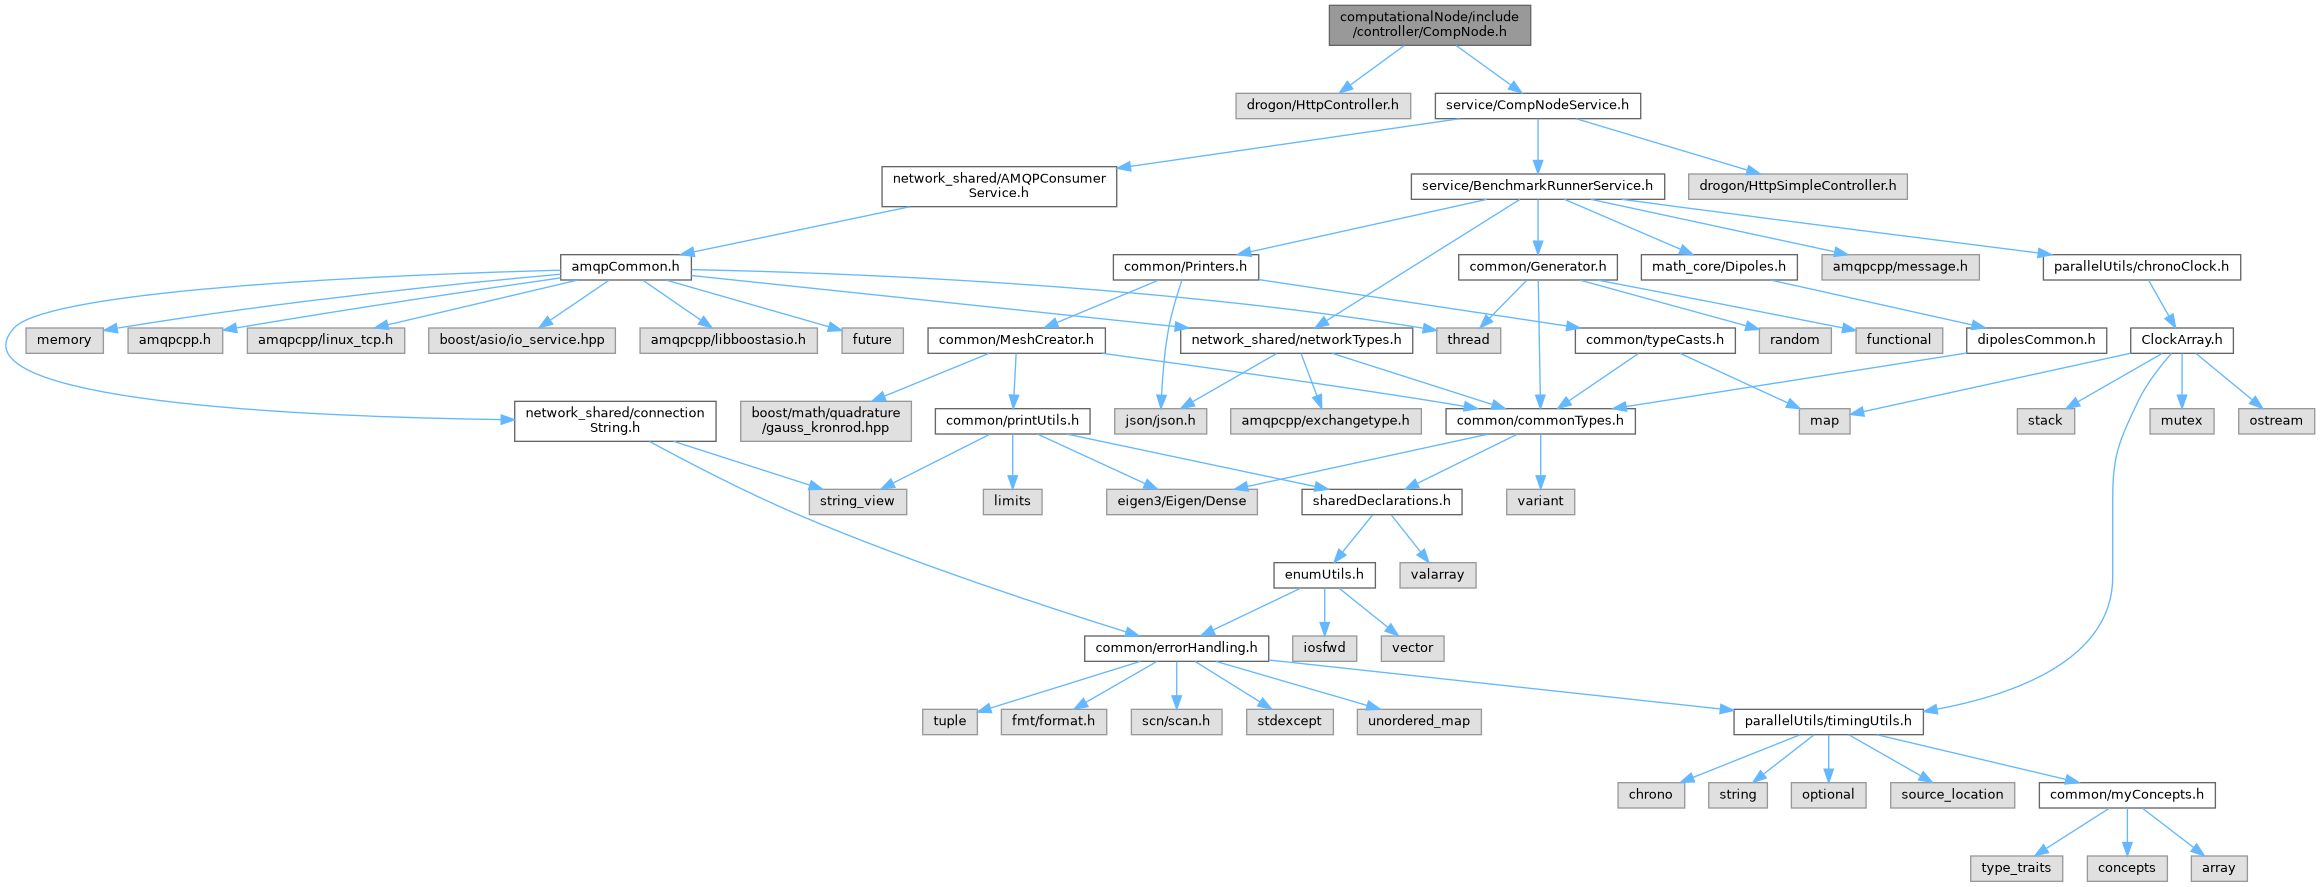 computationalNode/include
/controller/CompNode.h
drogon/HttpController.h
service/CompNodeService.h
network_shared/AMQPConsumer
Service.h
service/BenchmarkRunnerService.h
drogon/HttpSimpleController.h
amqpCommon.h
common/Printers.h
common/Generator.h
math_core/Dipoles.h
amqpcpp/message.h
parallelUtils/chronoClock.h
memory
amqpcpp.h
amqpcpp/linux_tcp.h
boost/asio/io_service.hpp
amqpcpp/libboostasio.h
future
common/MeshCreator.h
network_shared/networkTypes.h
thread
common/typeCasts.h
random
functional
dipolesCommon.h
ClockArray.h
network_shared/connection
String.h
boost/math/quadrature
/gauss_kronrod.hpp
common/printUtils.h
json/json.h
amqpcpp/exchangetype.h
common/commonTypes.h
map
stack
mutex
ostream
string_view
limits
eigen3/Eigen/Dense
sharedDeclarations.h
variant
enumUtils.h
valarray
common/errorHandling.h
iosfwd
vector
tuple
fmt/format.h
scn/scan.h
stdexcept
unordered_map
parallelUtils/timingUtils.h
chrono
string
optional
source_location
common/myConcepts.h
type_traits
concepts
array